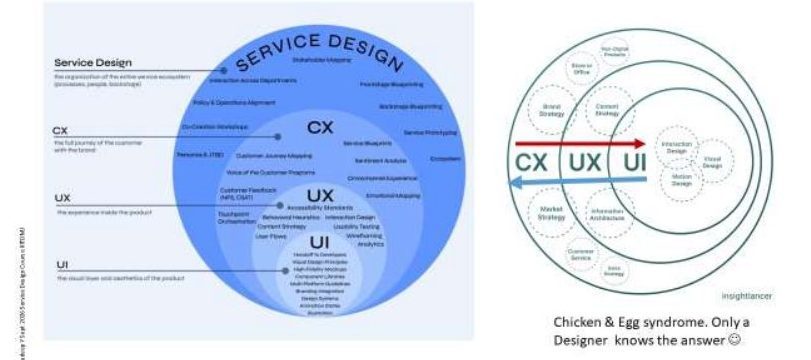 SERVICE DESIGN
Stakeholder Mapping
Service Design
the organization of the entire service ecosystem
(processes, people, backstage)
Interaction Across Departments
Frontstage Blueprinting
Policy & Operations Alignment
Backstage Blueprinting
CX
the full journey of the customer
with the brand
Co-Creation Workshops
CX
Service Prototyping
Service Blueprints
Personas & JTBD
Customer Journey Mapping
Sentiment Analysis
Ecosystem
Voice of the Customer Programs
Omnichannel Experience
UX
The experience inside the product
Customer Feedback
(NPS, CSAT)
UX
Emotional Mapping
Accessibility Standards
Touchpoint
Orchestration
Behavioral Heuristics
Interaction Design
Content Strategy
Usability Testing
User Flows
Wireframing
Analytics
UI
the visual layer and aesthetics of the product
UI
Handoff to Developers
Visual Design Principles
High-Fidelity Mockups
Component Libraries
Multi-Platform Guidelines
Branding Integration
Design Systems
Animation States
Illustration
Non-Digital
Products
Store or
Office
Brand
Strategy
Content
Strategy
Interaction
Design
Visual
Design
Motion
Design
CX UX UI
Market
Strategy
Information
Architecture
Customer
Service
Sales
Strategy
insightlancer
Chicken & Egg syndrome. Only a
Designer knows the answer ☺